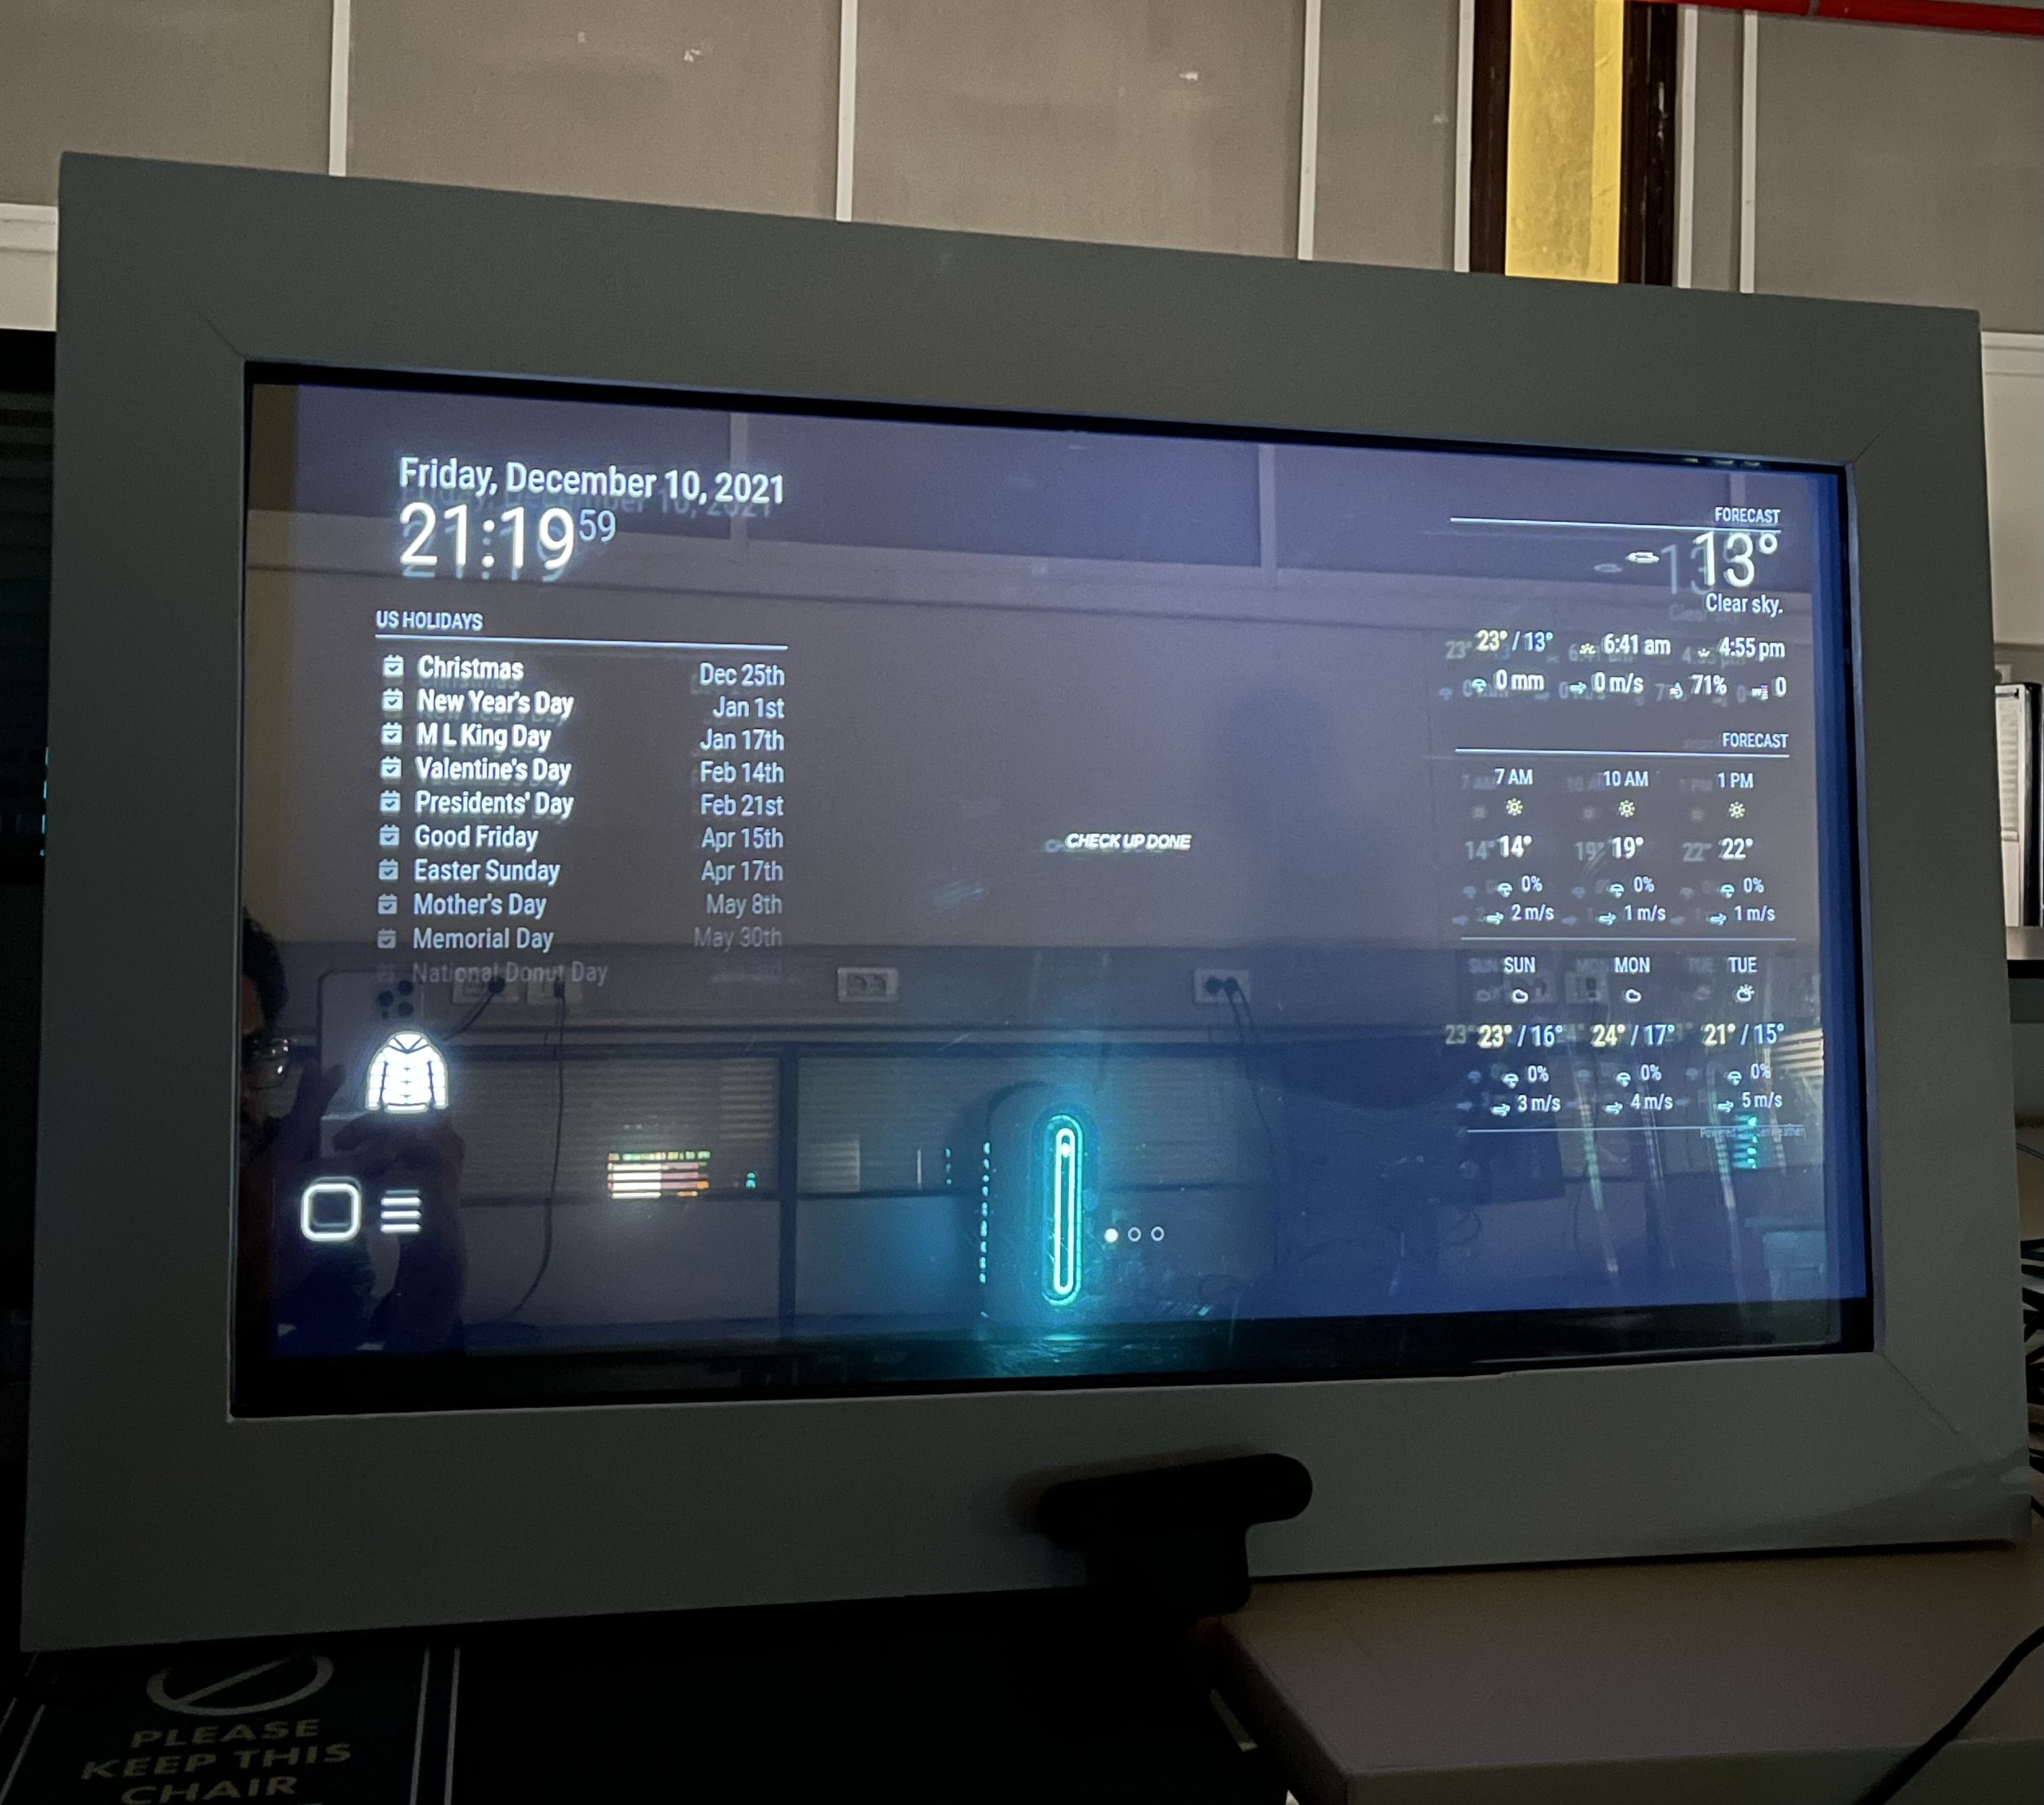 Friday, December 10, 2021
21:19 59
US HOLIDAYS
Christmas Dec 25th
New Year's Day Jan 1st
M L King Day Jan 17th
Valentine's Day Feb 14th
Presidents' Day Feb 21st
Good Friday Apr 15th
Easter Sunday Apr 17th
Mother's Day May 8th
Memorial Day May 30th
National Donut Day
CHECK UP DONE
FORECAST
13°
Clear sky.
23° / 13° 6:41 am 4:55 pm
0 mm 0 m/s 71% 0
FORECAST
7 AM 10 AM 1 PM
14° 19° 22°
0% 0% 0%
2 m/s 1 m/s 1 m/s
SUN MON TUE
23° / 16° 24° / 17° 21° / 15°
0% 0% 0%
3 m/s 4 m/s 5 m/s
PLEASE
KEEP THIS
CHAIR